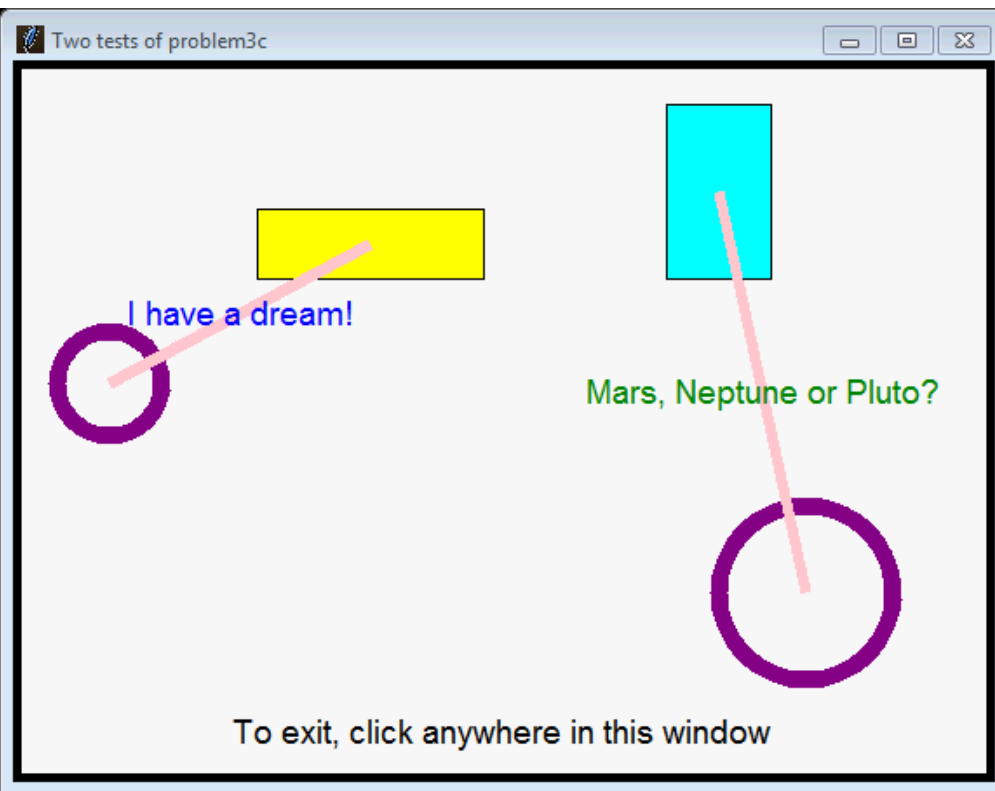 Two tests of problem3c
I have a dream!
Mars, Neptune or Pluto?
To exit, click anywhere in this window